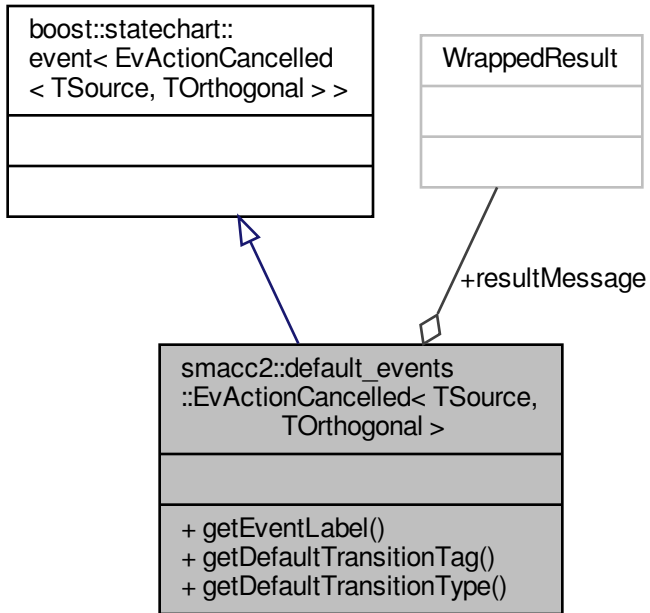 boost::statechart::
event< EvActionCancelled
< TSource, TOrthogonal > >
WrappedResult
+resultMessage
smacc2::default_events
::EvActionCancelled< TSource,
TOrthogonal >
+ getEventLabel()
+ getDefaultTransitionTag()
+ getDefaultTransitionType()